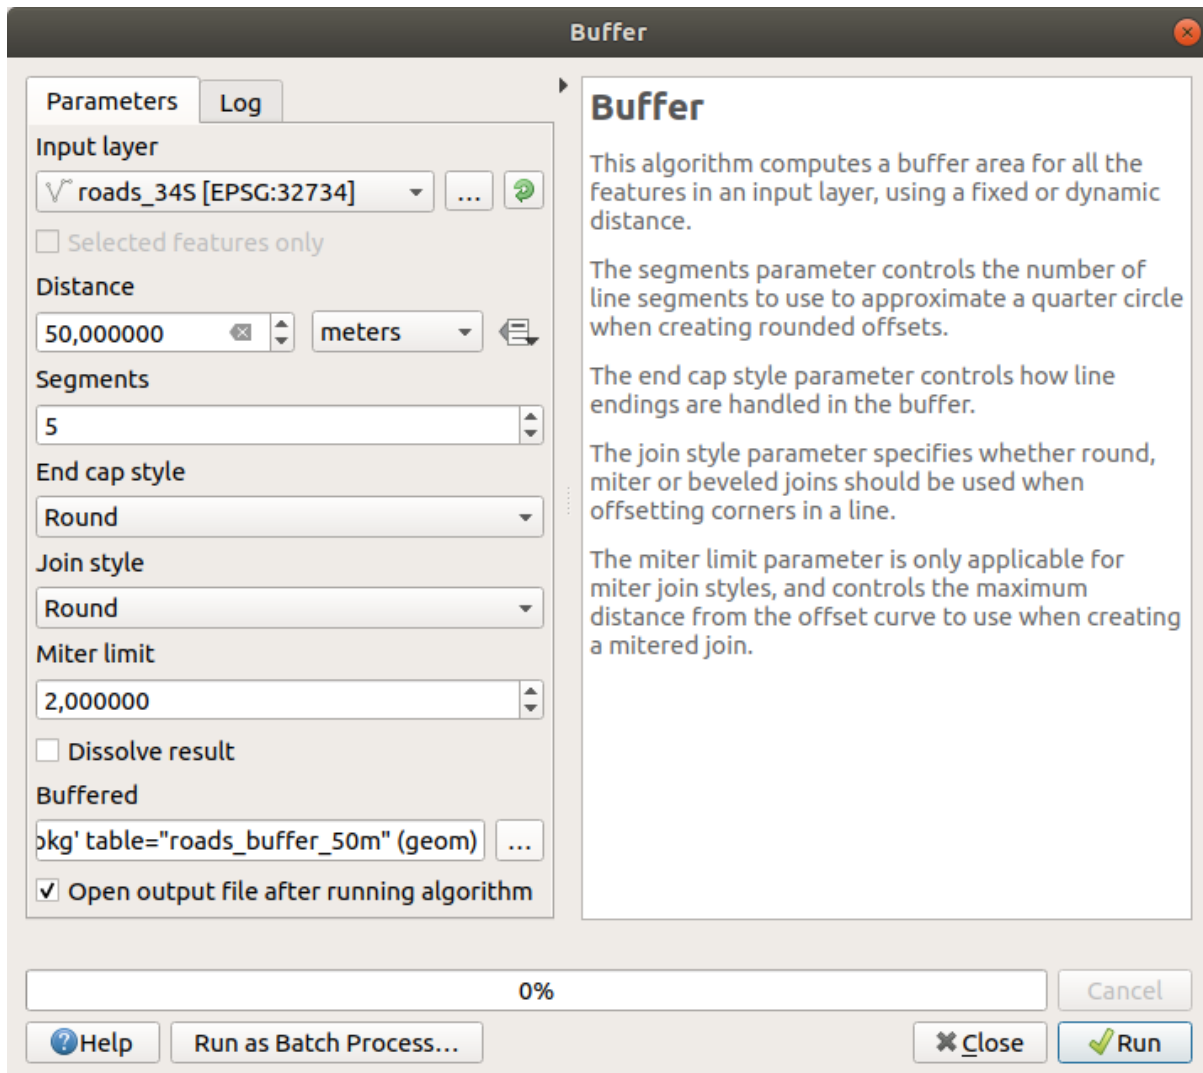 Buffer
Parameters
Log
Input layer
roads_34S [EPSG:32734]
...
Selected features only
Distance
50,000000
meters
Segments
5
End cap style
Round
Join style
Round
Miter limit
2,000000
Dissolve result
Buffered
table="roads_buffer_50m" (geom)
...
Open output file after running algorithm
Buffer
This algorithm computes a buffer area for all the
features in an input layer, using a fixed or dynamic
distance.
The segments parameter controls the number of
line segments to use to approximate a quarter circle
when creating rounded offsets.
The end cap style parameter controls how line
endings are handled in the buffer.
The join style parameter specifies whether round,
miter or beveled joins should be used when
offsetting corners in a line.
The miter limit parameter is only applicable for
miter join styles, and controls the maximum
distance from the offset curve to use when creating
a mitered join.
0%
Cancel
Help
Run as Batch Process...
Close
Run